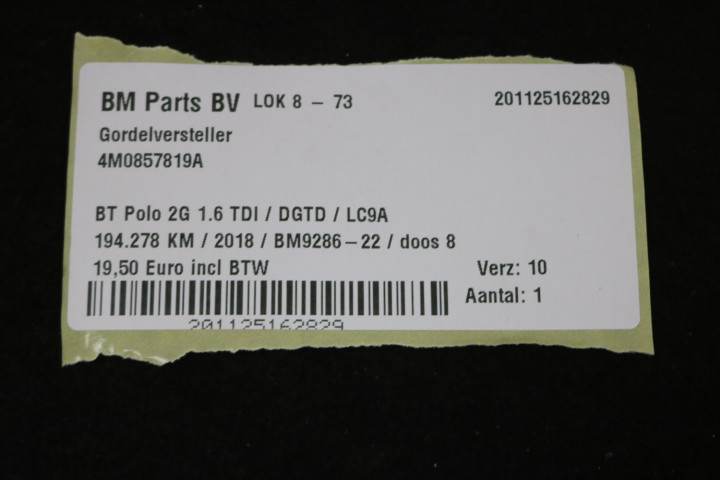 BM Parts BV LOK 8 – 73 201125162829
Gordelversteller
4M0857819A
BT Polo 2G 1.6 TDI / DGTD / LC9A
194.278 KM / 2018 / BM9286–22 / doos 8
19,50 Euro incl BTW Verz: 10
Aantal: 1
201125162829